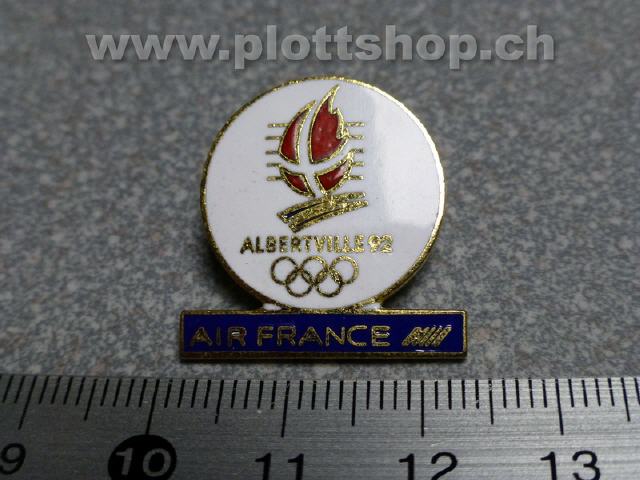 www.plottshop.ch
ALBERTVILLE 92
AIR FRANCE
9 10 11 12 13